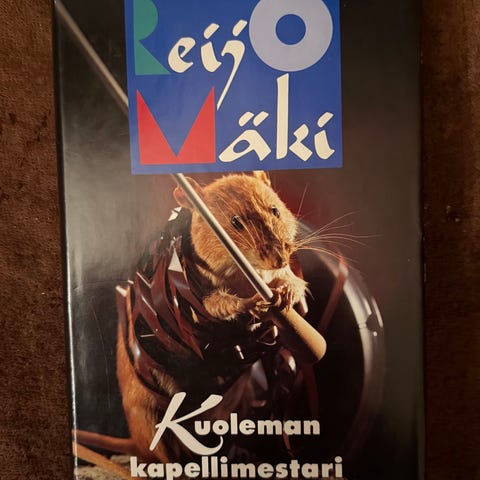 Reijo
Mäki
Kuoleman
kapellimestari